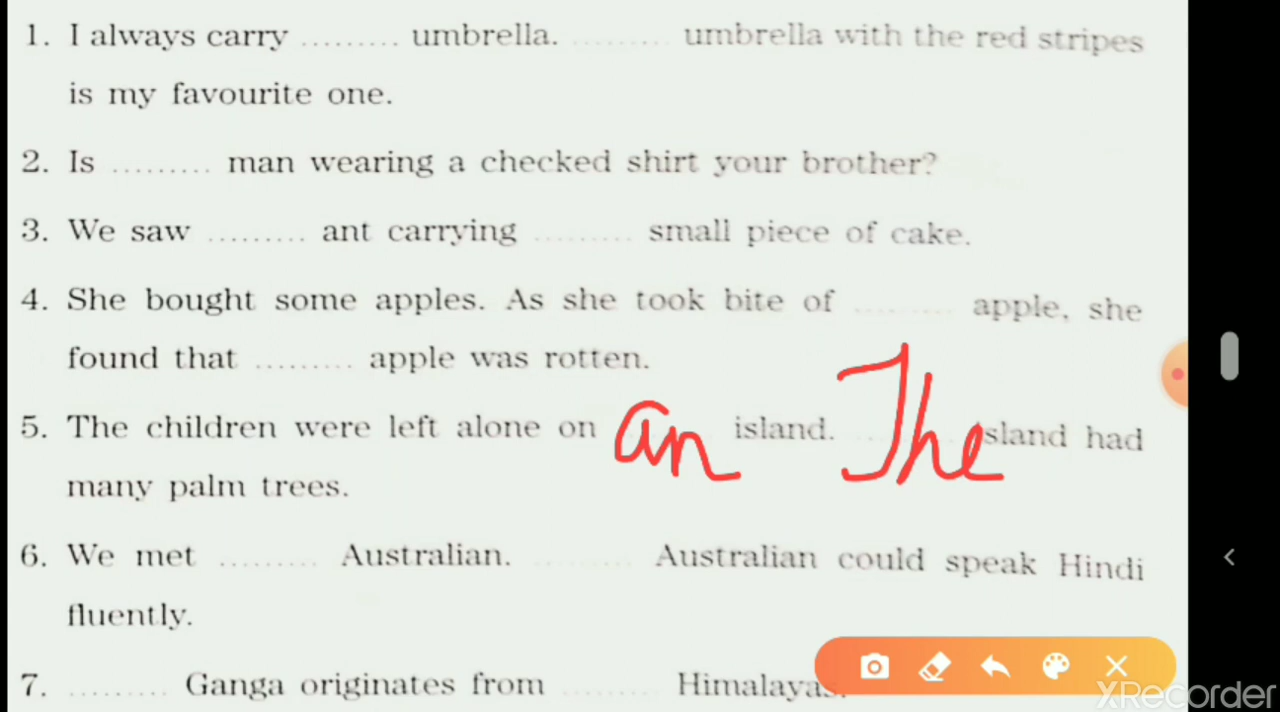 1. I always carry ......... umbrella. ......... umbrella with the red stripes
is my favourite one.
2. Is ......... man wearing a checked shirt your brother?
3. We saw ......... ant carrying ......... small piece of cake.
4. She bought some apples. As she took bite of ......... apple, she
found that ......... apple was rotten.
5. The children were left alone on an island. The island had
many palm trees.
6. We met ......... Australian. ......... Australian could speak Hindi
fluently.
7. ......... Ganga originates from ......... Himalayas.
XRecorder